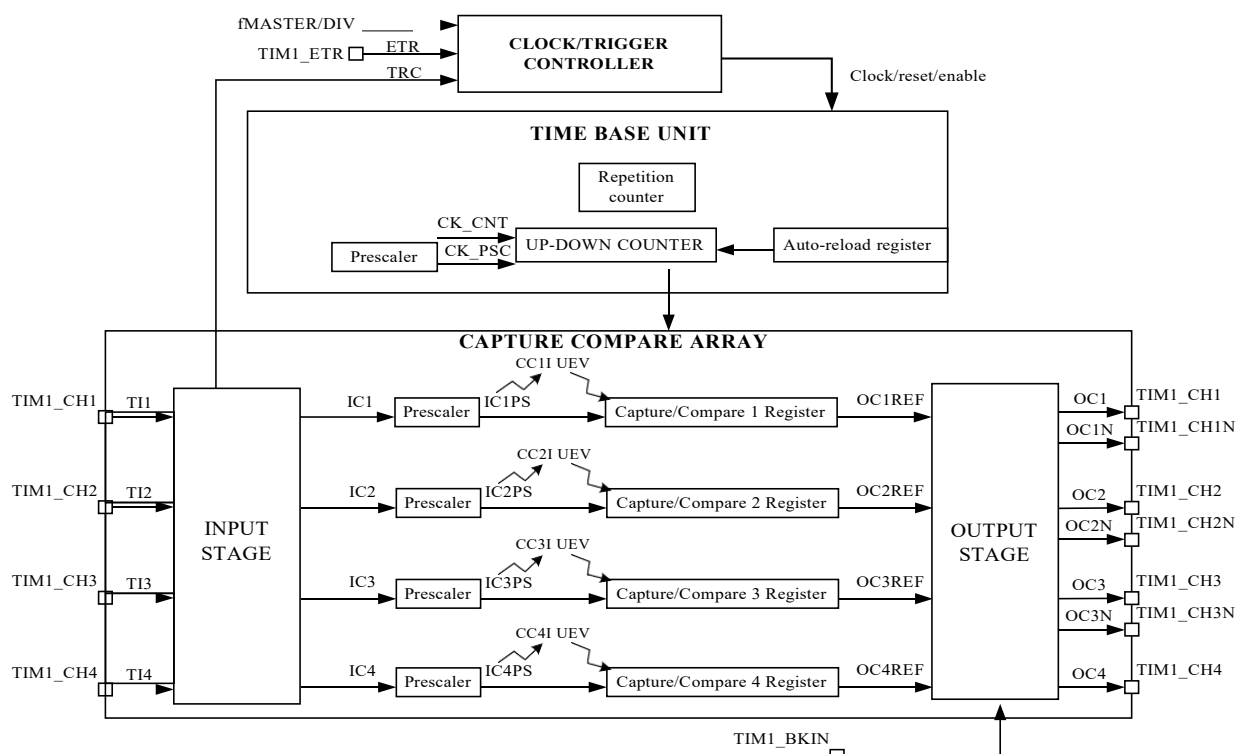 fMASTER/DIV
TIM1_ETR
ETR
TRC
CLOCK/TRIGGER
CONTROLLER
Clock/reset/enable
TIME BASE UNIT
Repetition
counter
CK_CNT
CK_PSC
Prescaler
UP-DOWN COUNTER
Auto-reload register
CAPTURE COMPARE ARRAY
TIM1_CH1
TI1
IC1
Prescaler
IC1PS
CC1I UEV
Capture/Compare 1 Register
OC1REF
OC1
TIM1_CH1
OC1N
TIM1_CH1N
TIM1_CH2
TI2
IC2
Prescaler
IC2PS
CC2I UEV
Capture/Compare 2 Register
OC2REF
OC2
TIM1_CH2
OC2N
TIM1_CH2N
INPUT
STAGE
OUTPUT
STAGE
TIM1_CH3
TI3
IC3
Prescaler
IC3PS
CC3I UEV
Capture/Compare 3 Register
OC3REF
OC3
TIM1_CH3
OC3N
TIM1_CH3N
TIM1_CH4
TI4
IC4
Prescaler
IC4PS
CC4I UEV
Capture/Compare 4 Register
OC4REF
OC4
TIM1_CH4
TIM1_BKIN